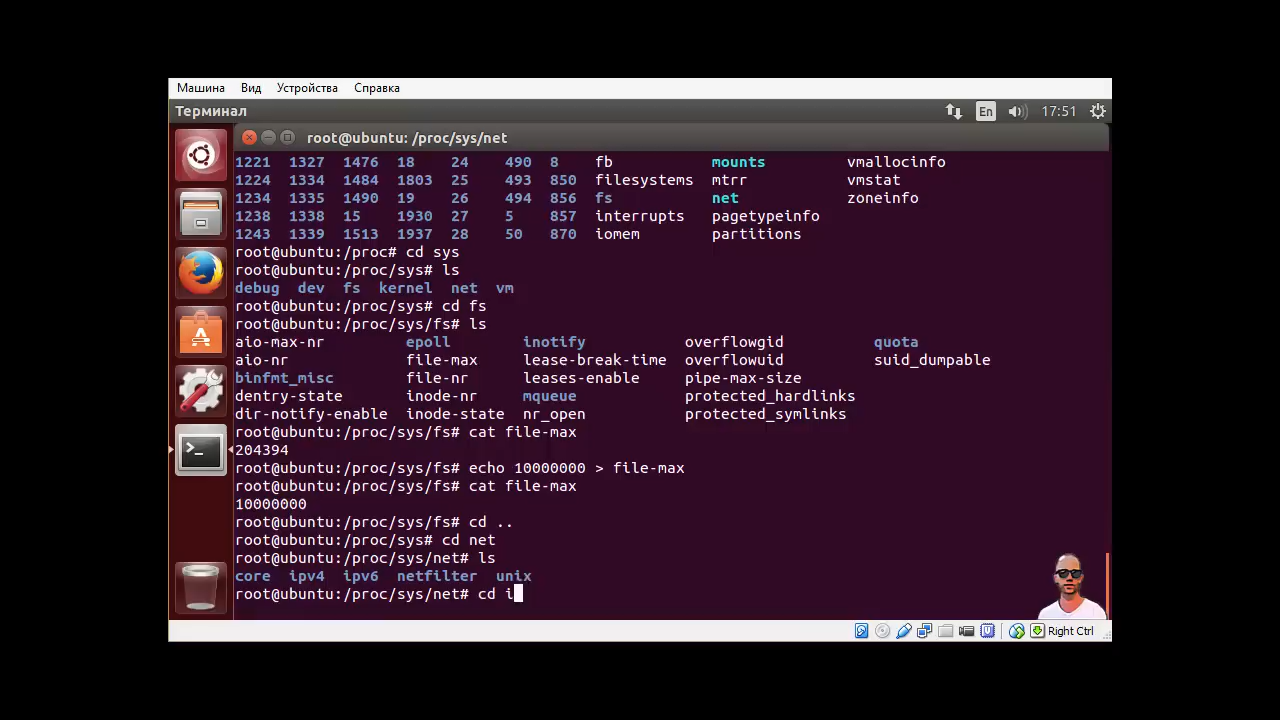 Машина Вид Устройства Справка
Терминал En 17:51
root@ubuntu: /proc/sys/net
1221 1327 1476 18 24 490 8 fb mounts vmallocinfo
1224 1334 1484 1803 25 493 850 filesystems mtrr vmstat
1234 1335 1490 19 26 494 856 fs net zoneinfo
1238 1338 15 1930 27 5 857 interrupts pagetypeinfo
1243 1339 1513 1937 28 50 870 iomem partitions
root@ubuntu:/proc# cd sys
root@ubuntu:/proc/sys# ls
debug dev fs kernel net vm
root@ubuntu:/proc/sys# cd fs
root@ubuntu:/proc/sys/fs# ls
aio-max-nr epoll inotify overflowgid quota
aio-nr file-max lease-break-time overflowuid suid_dumpable
binfmt_misc file-nr leases-enable pipe-max-size
dentry-state inode-nr mqueue protected_hardlinks
dir-notify-enable inode-state nr_open protected_symlinks
root@ubuntu:/proc/sys/fs# cat file-max
204394
root@ubuntu:/proc/sys/fs# echo 10000000 > file-max
root@ubuntu:/proc/sys/fs# cat file-max
10000000
root@ubuntu:/proc/sys/fs# cd ..
root@ubuntu:/proc/sys# cd net
root@ubuntu:/proc/sys/net# ls
core ipv4 ipv6 netfilter unix
root@ubuntu:/proc/sys/net# cd i
Right Ctrl